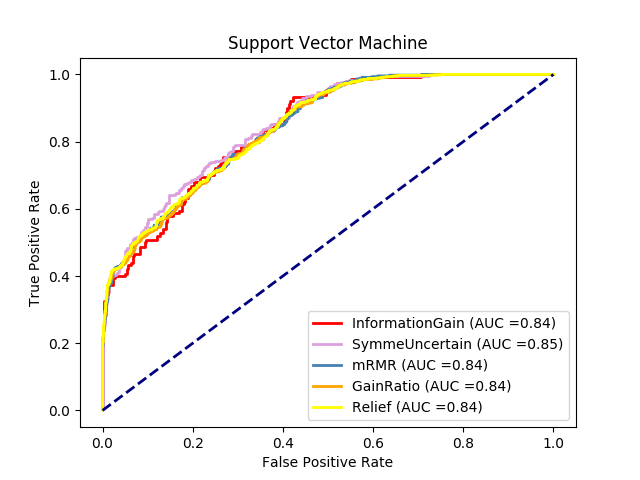 Support Vector Machine
1.0
0.8
0.6
0.4
0.2
0.0
True Positive Rate
InformationGain (AUC =0.84)
SymmeUncertain (AUC =0.85)
mRMR (AUC =0.84)
GainRatio (AUC =0.84)
Relief (AUC =0.84)
0.0 0.2 0.4 0.6 0.8 1.0
False Positive Rate